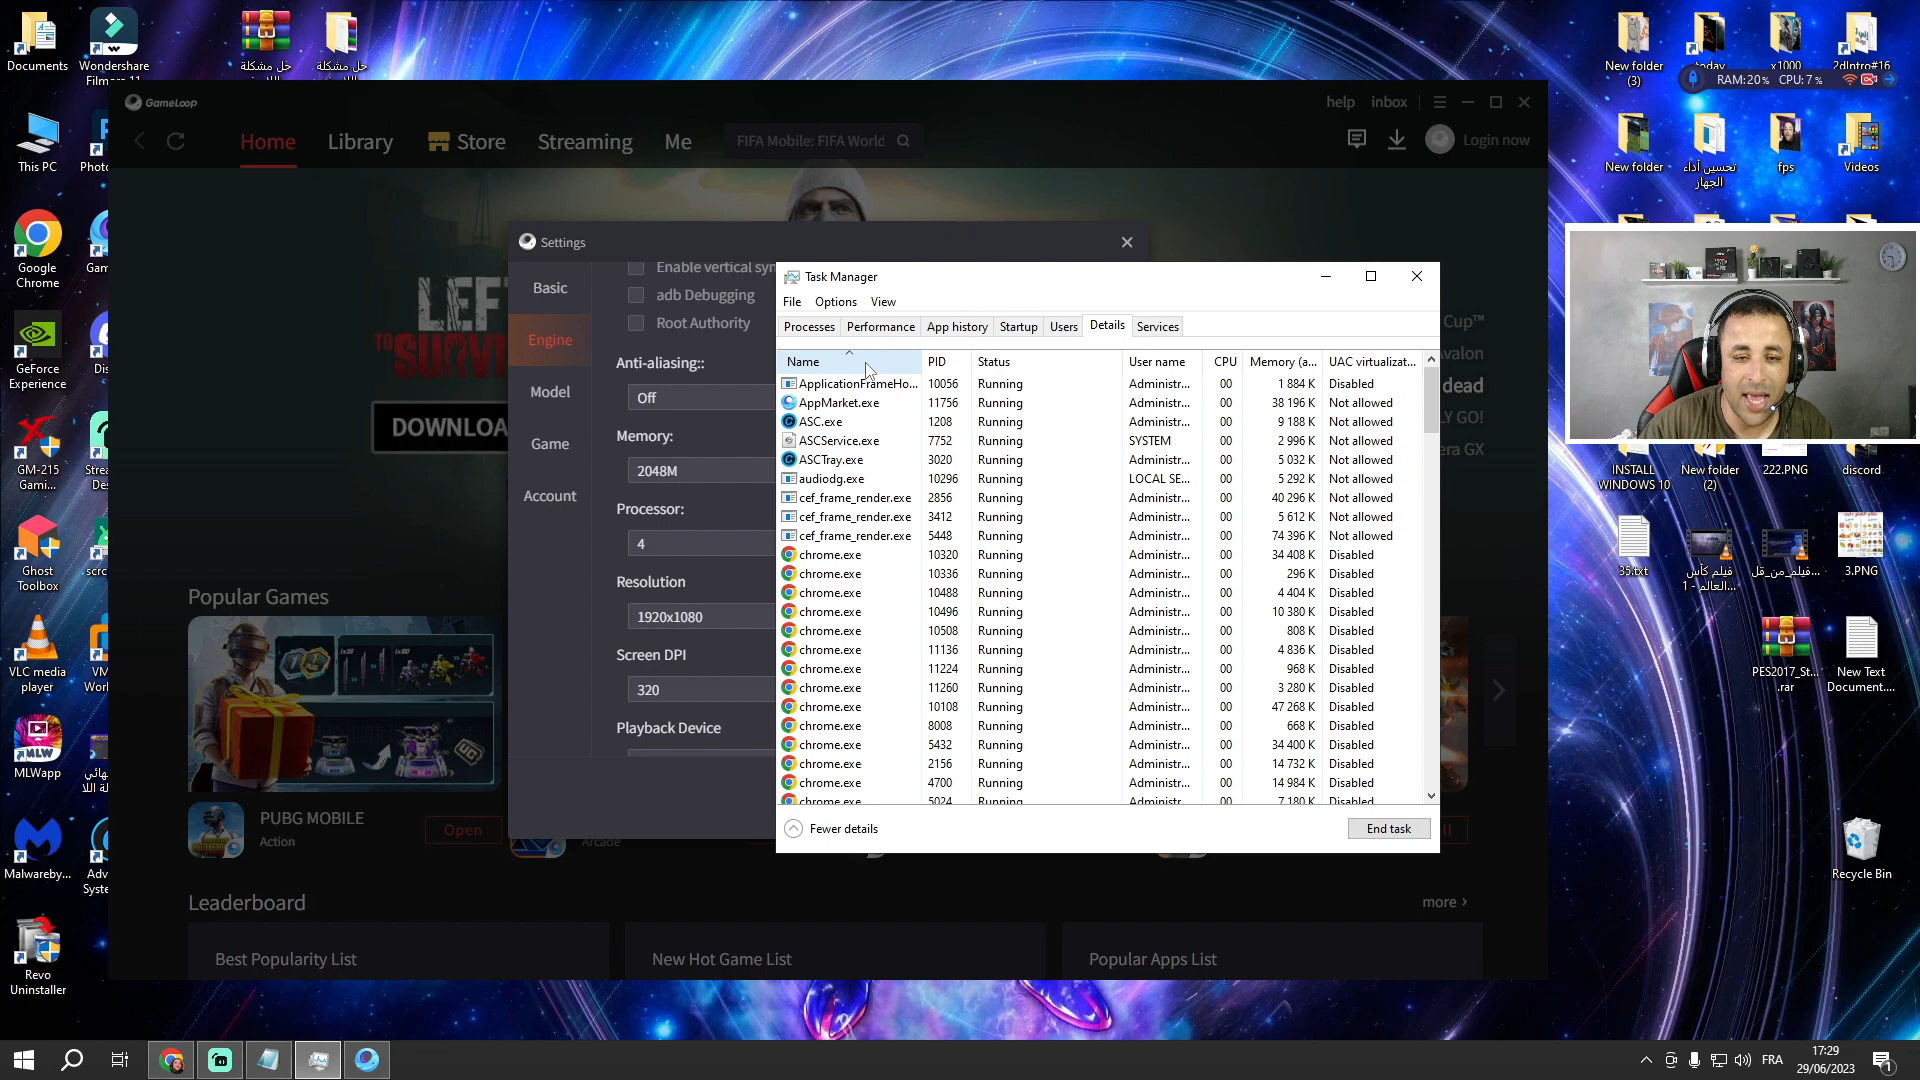 Documents
Wondershare
حل مشكلة
حل مشكلة
New folder
(3)
today
x1000
2dIntro#16
RAM:20% CPU:7%
GameLoop
help
inbox
Home
Library
Store
Streaming
Me
FIFA Mobile: FIFA World
Login now
This PC
New folder
تحسين أداء
الجهاز
fps
Videos
Google
Chrome
GeForce
Experience
GM-215
Gami...
Ghost
Toolbox
scrc
VLC media
player
MLWapp
Malwareby...
Adv
Syste
Revo
Uninstaller
DOWNLOA
Settings
Basic
Engine
Model
Game
Account
adb Debugging
Root Authority
Anti-aliasing::
Off
Memory:
2048M
Processor:
4
Resolution
1920x1080
Screen DPI
320
Playback Device
Task Manager
File
Options
View
Processes
Performance
App history
Startup
Users
Details
Services
Name PID Status User name CPU Memory (a... UAC virtualizat...
ApplicationFrameHo... 10056 Running Administr... 00 1 884 K Disabled
AppMarket.exe 11756 Running Administr... 00 38 196 K Not allowed
ASC.exe 1208 Running Administr... 00 9 188 K Not allowed
ASCService.exe 7752 Running SYSTEM 00 2 996 K Not allowed
ASCTray.exe 3020 Running Administr... 00 5 032 K Not allowed
audiodg.exe 10296 Running LOCAL SE... 00 5 292 K Not allowed
cef_frame_render.exe 2856 Running Administr... 00 40 296 K Not allowed
cef_frame_render.exe 3412 Running Administr... 00 5 612 K Not allowed
cef_frame_render.exe 5448 Running Administr... 00 74 396 K Not allowed
chrome.exe 10320 Running Administr... 00 34 408 K Disabled
chrome.exe 10336 Running Administr... 00 296 K Disabled
chrome.exe 10488 Running Administr... 00 4 404 K Disabled
chrome.exe 10496 Running Administr... 00 10 380 K Disabled
chrome.exe 10508 Running Administr... 00 808 K Disabled
chrome.exe 11136 Running Administr... 00 4 836 K Disabled
chrome.exe 11224 Running Administr... 00 968 K Disabled
chrome.exe 11260 Running Administr... 00 3 280 K Disabled
chrome.exe 10108 Running Administr... 00 47 268 K Disabled
chrome.exe 8008 Running Administr... 00 668 K Disabled
chrome.exe 5432 Running Administr... 00 34 400 K Disabled
chrome.exe 2156 Running Administr... 00 14 732 K Disabled
chrome.exe 4700 Running Administr... 00 14 984 K Disabled
chrome.exe 5024 Running Administr... 00 7 180 K Disabled
Fewer details
End task
Popular Games
PUBG MOBILE
Action
Open
Arcade
Leaderboard
more
Best Popularity List
New Hot Game List
Popular Apps List
INSTALL
WINDOWS 10
New folder
(2)
222.PNG
discord
35.txt
فيلم كأس
العالم - 1...
فيلم_من_قل...
3.PNG
PES2017_St...
.rar
New Text
Document....
Recycle Bin
FRA
17:29
29/06/2023